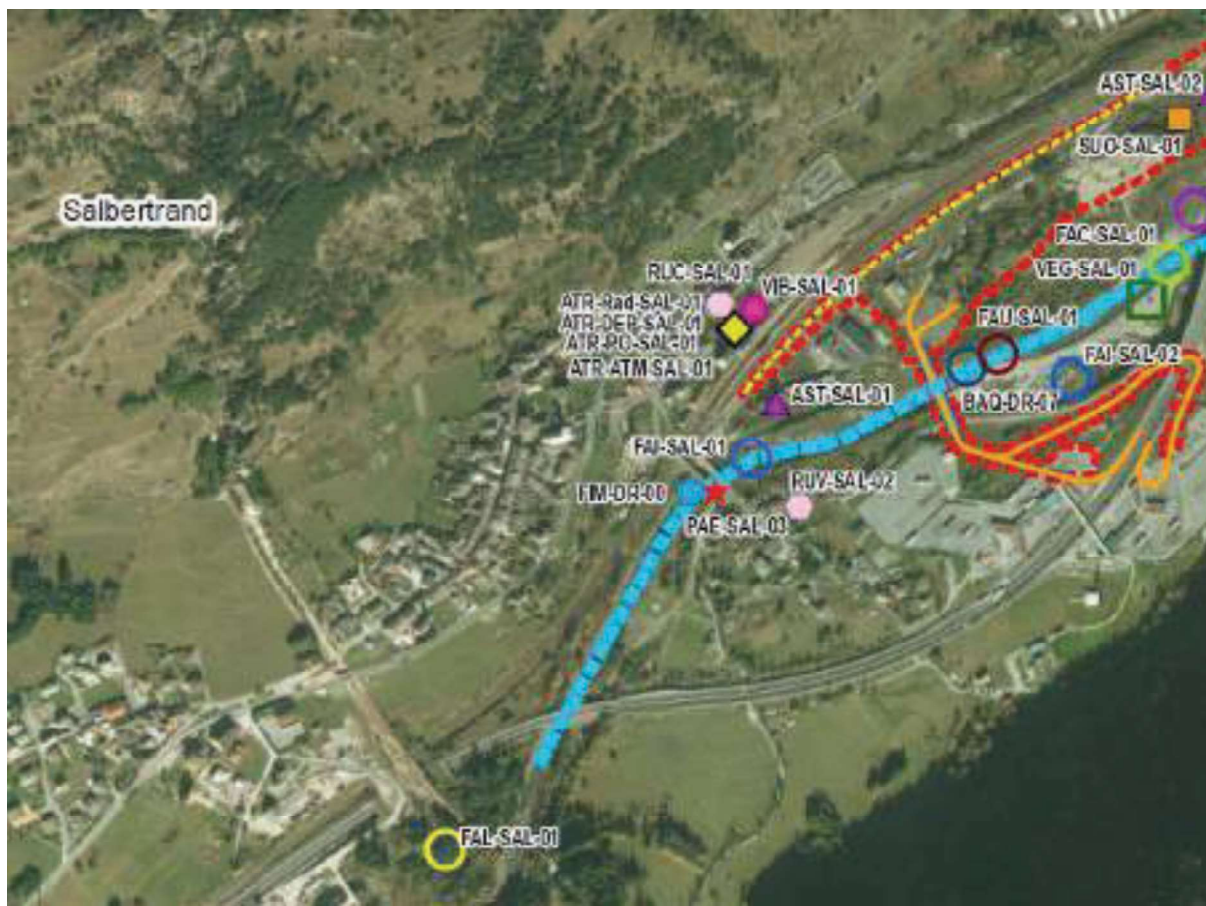 AST-SAL-02
SUO-SAL-01
Salbertrand
FAC-SAL-01
VEG-SAL-01
RUC-SAL-01
VIB-SAL-01
ATR-Rad-SAL-01
ATR-DEP-SAL-01
ATR-PO-SAL-01
ATR-ATM-SAL-01
FAU-SAL-01
FAI-SAL-02
AST-SAL-01
BAQ-DR-07
FAI-SAL-01
RUV-SAL-02
FIM-DR-00
PAE-SAL-03
FAL-SAL-01